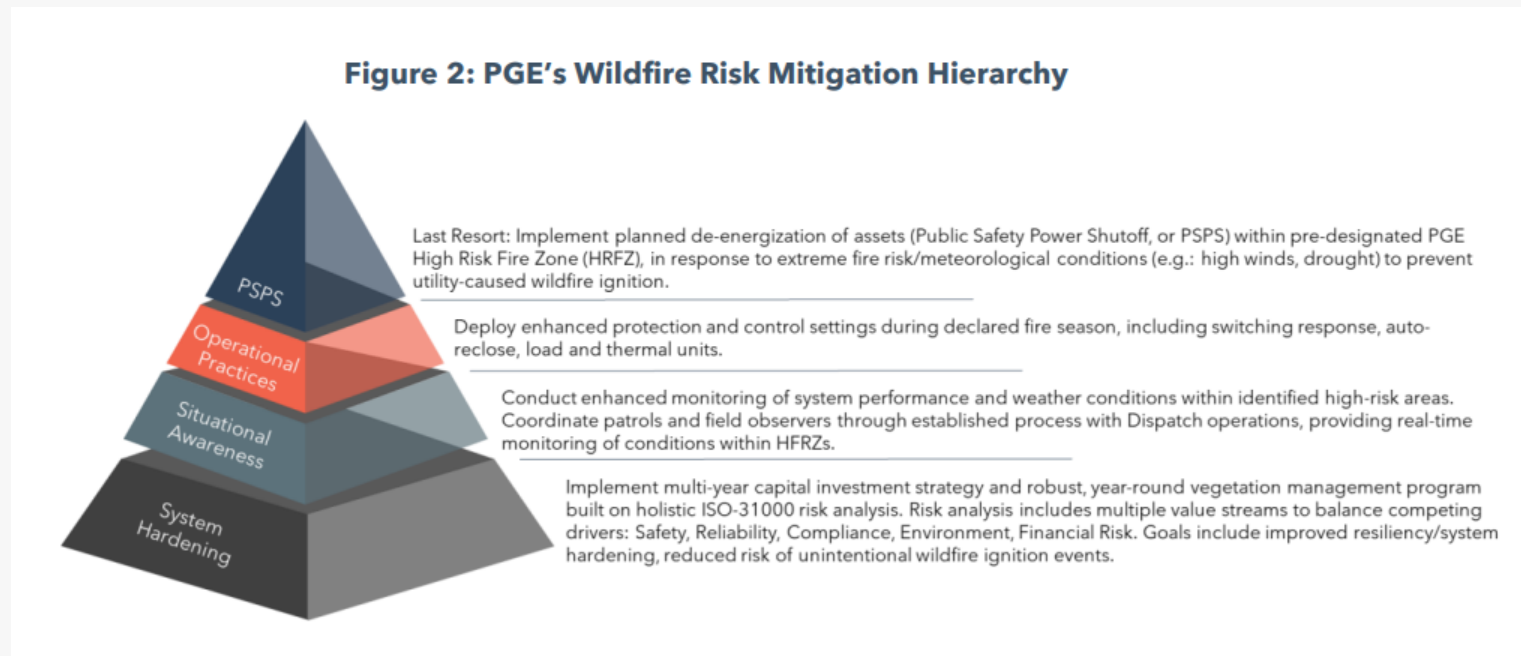 Figure 2: PGE's Wildfire Risk Mitigation Hierarchy
PSPS
Last Resort: Implement planned de-energization of assets (Public Safety Power Shutoff, or PSPS) within pre-designated PGE
High Risk Fire Zone (HRFZ), in response to extreme fire risk/meteorological conditions (e.g.: high winds, drought) to prevent
utility-caused wildfire ignition.
Operational
Practices
Deploy enhanced protection and control settings during declared fire season, including switching response, auto-
reclose, load and thermal units.
Situational
Awareness
Conduct enhanced monitoring of system performance and weather conditions within identified high-risk areas.
Coordinate patrols and field observers through established process with Dispatch operations, providing real-time
monitoring of conditions within HFRZs.
System
Hardening
Implement multi-year capital investment strategy and robust, year-round vegetation management program
built on holistic ISO-31000 risk analysis. Risk analysis includes multiple value streams to balance competing
drivers: Safety, Reliability, Compliance, Environment, Financial Risk. Goals include improved resiliency/system
hardening, reduced risk of unintentional wildfire ignition events.